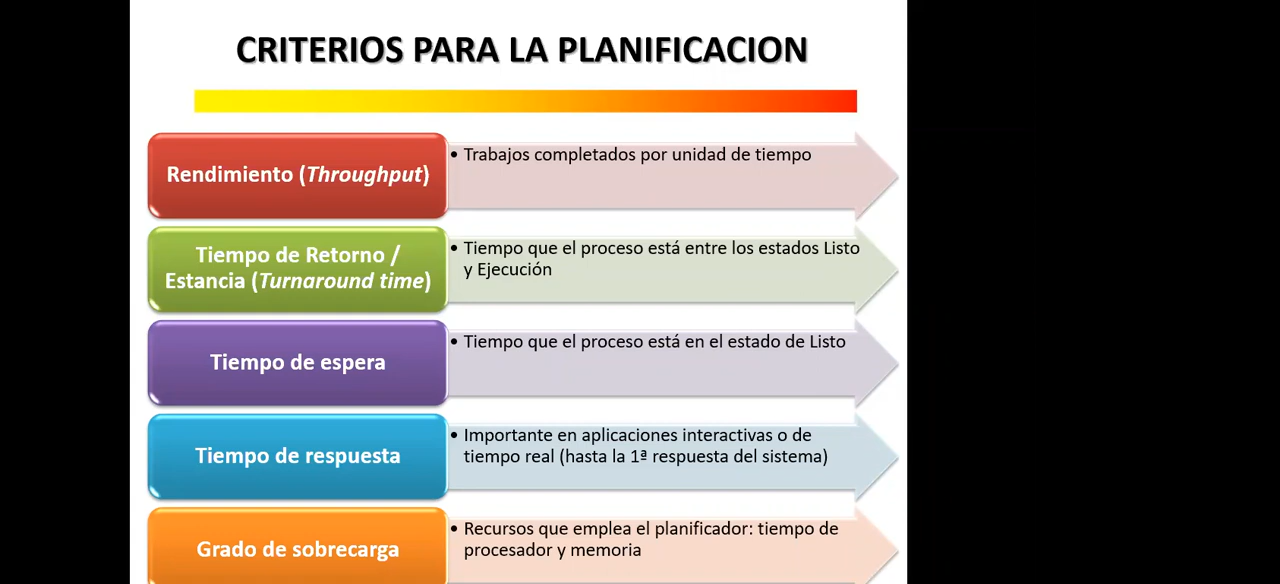 CRITERIOS PARA LA PLANIFICACION
Rendimiento (Throughput)
• Trabajos completados por unidad de tiempo
Tiempo de Retorno /
Estancia (Turnaround time)
• Tiempo que el proceso está entre los estados Listo
y Ejecución
Tiempo de espera
• Tiempo que el proceso está en el estado de Listo
Tiempo de respuesta
• Importante en aplicaciones interactivas o de
tiempo real (hasta la 1ª respuesta del sistema)
Grado de sobrecarga
• Recursos que emplea el planificador: tiempo de
procesador y memoria